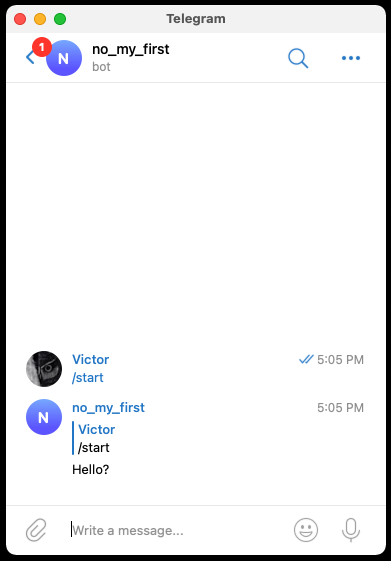 Telegram
1
N
no_my_first
bot
Victor
5:05 PM
/start
N
no_my_first
5:05 PM
Victor
/start
Hello?
Write a message...